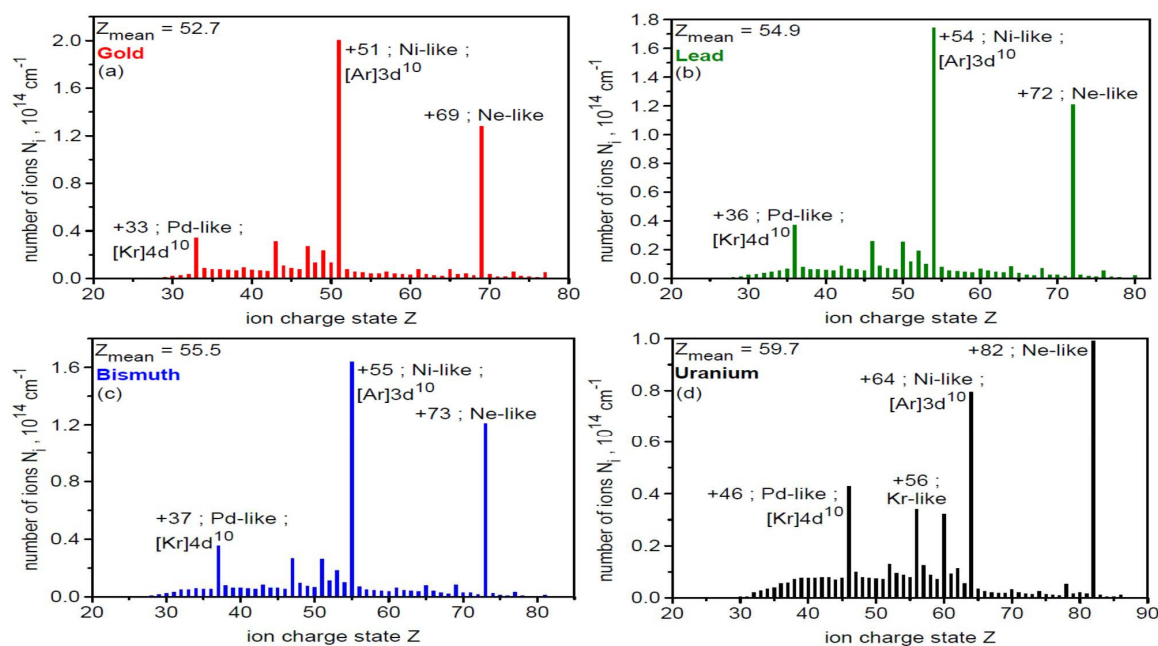 Z_mean = 52.7
Gold
(a)
+51 ; Ni-like ;
[Ar]3d^10
+69 ; Ne-like
+33 ; Pd-like ;
[Kr]4d^10
number of ions N_i , 10^14 cm^-1
2.0
1.6
1.2
0.8
0.4
0.0
20 30 40 50 60 70 80
ion charge state Z
Z_mean = 54.9
Lead
(b)
+54 ; Ni-like ;
[Ar]3d^10
+72 ; Ne-like
+36 ; Pd-like ;
[Kr]4d^10
number of ions N_i , 10^14 cm^-1
1.8
1.6
1.4
1.2
1.0
0.8
0.6
0.4
0.2
0.0
20 30 40 50 60 70 80
ion charge state Z
Z_mean = 55.5
Bismuth
(c)
+55 ; Ni-like ;
[Ar]3d^10
+73 ; Ne-like
+37 ; Pd-like ;
[Kr]4d^10
number of ions N_i , 10^14 cm^-1
1.6
1.2
0.8
0.4
0.0
20 30 40 50 60 70 80
ion charge state Z
Z_mean = 59.7
Uranium
(d)
+82 ; Ne-like
+64 ; Ni-like ;
[Ar]3d^10
+56 ;
Kr-like
+46 ; Pd-like ;
[Kr]4d^10
number of ions N_i , 10^14 cm^-1
1.0
0.8
0.6
0.4
0.2
0.0
20 30 40 50 60 70 80 90
ion charge state Z